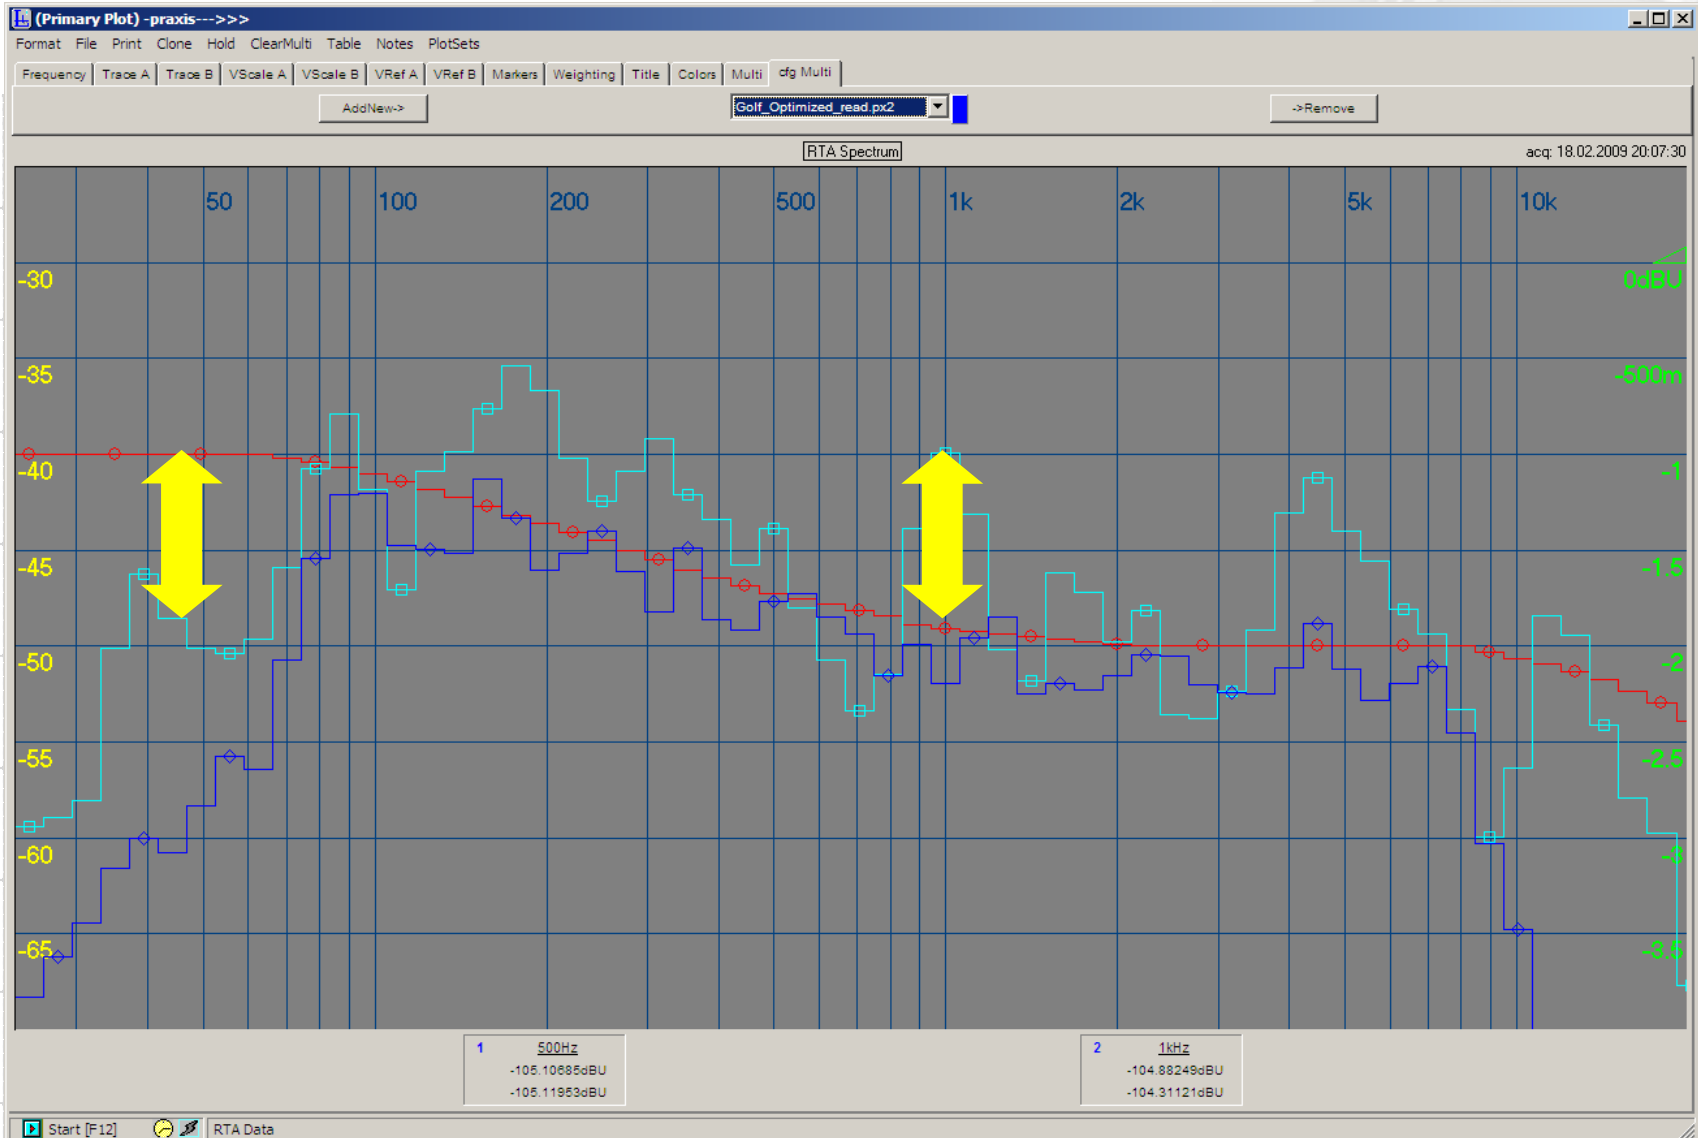 (Primary Plot) -praxis--->>>
Format File Print Clone Hold ClearMulti Table Notes PlotSets
Frequency Trace A Trace B VScale A VScale B VRef A VRef B Markers Weighting Title Colors Multi cfg Multi
AddNew-> Golf_Optimized_read.px2 ->Remove
RTA Spectrum acq: 18.02.2009 20:07:30
50 100 200 500 1k 2k 5k 10k
-30 0dBU
-35 -500m
-40 -1
-45 -1.5
-50 -2
-55 -2.5
-60 -3
-65 -3.5
1 500Hz 2 1kHz
-105.10685dBU -104.88249dBU
-105.11953dBU -104.31121dBU
Start [F12] RTA Data